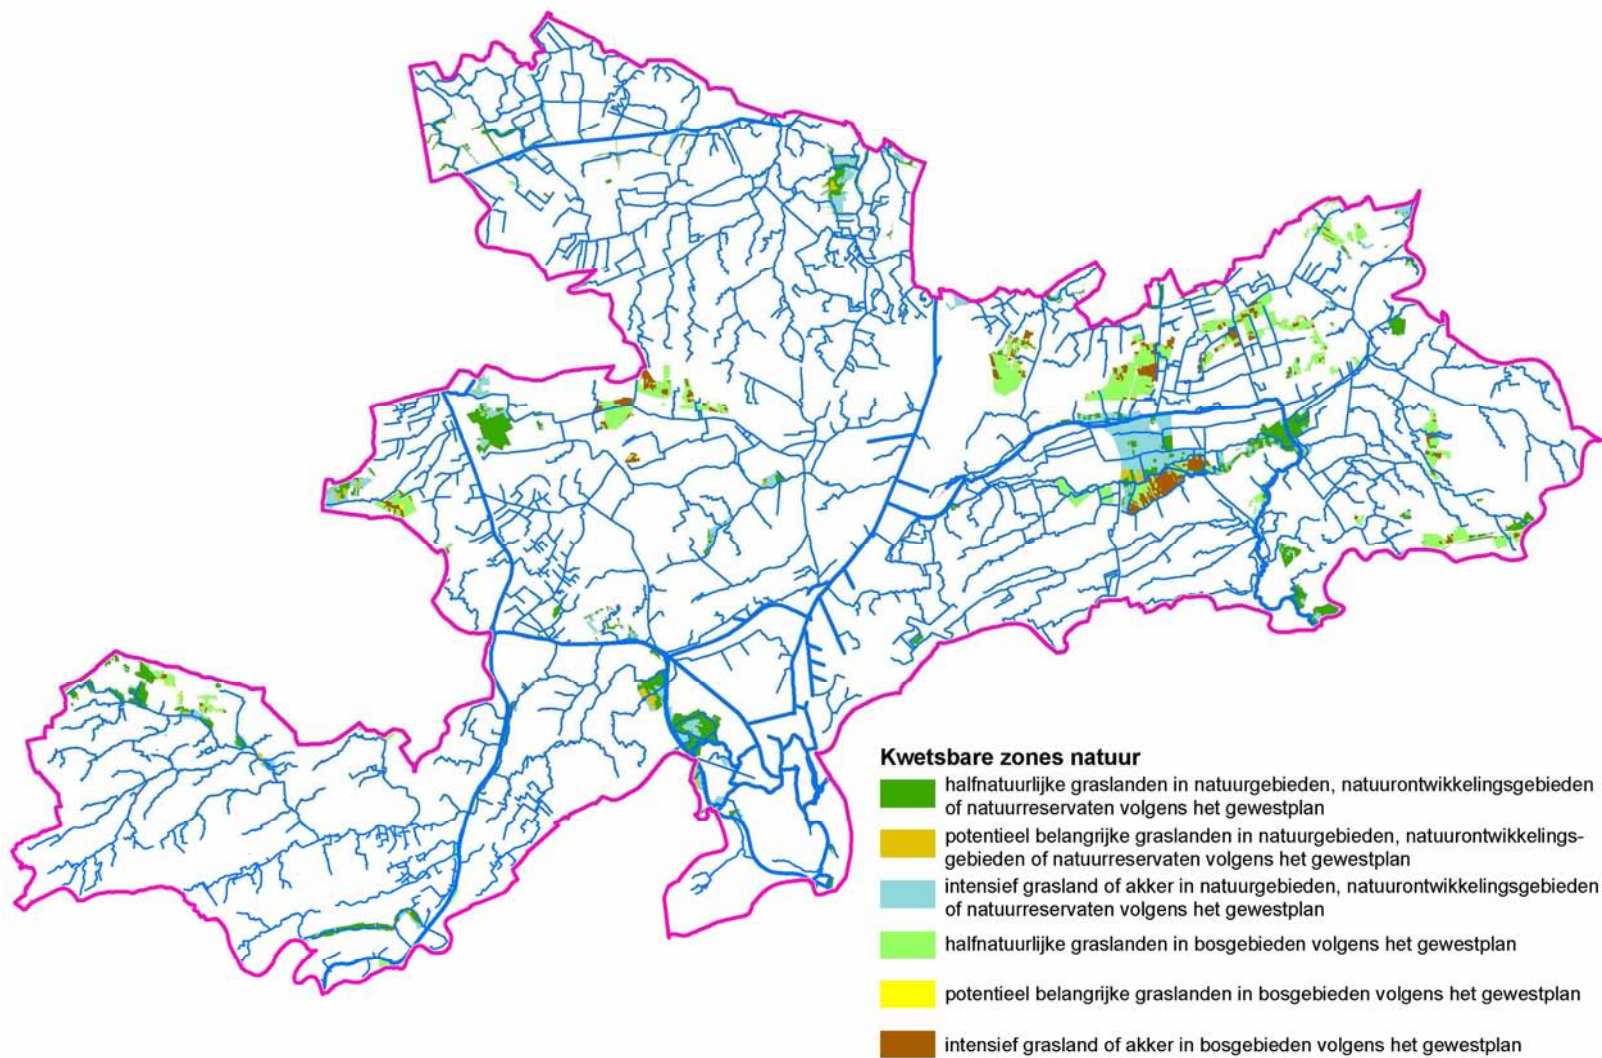 Kwetsbare zones natuur
halfnatuurlijke graslanden in natuurgebieden, natuurontwikkelingsgebieden
of natuurreservaten volgens het gewestplan
potentieel belangrijke graslanden in natuurgebieden, natuurontwikkelings-
gebieden of natuurreservaten volgens het gewestplan
intensief grasland of akker in natuurgebieden, natuurontwikkelingsgebieden
of natuurreservaten volgens het gewestplan
halfnatuurlijke graslanden in bosgebieden volgens het gewestplan
potentieel belangrijke graslanden in bosgebieden volgens het gewestplan
intensief grasland of akker in bosgebieden volgens het gewestplan